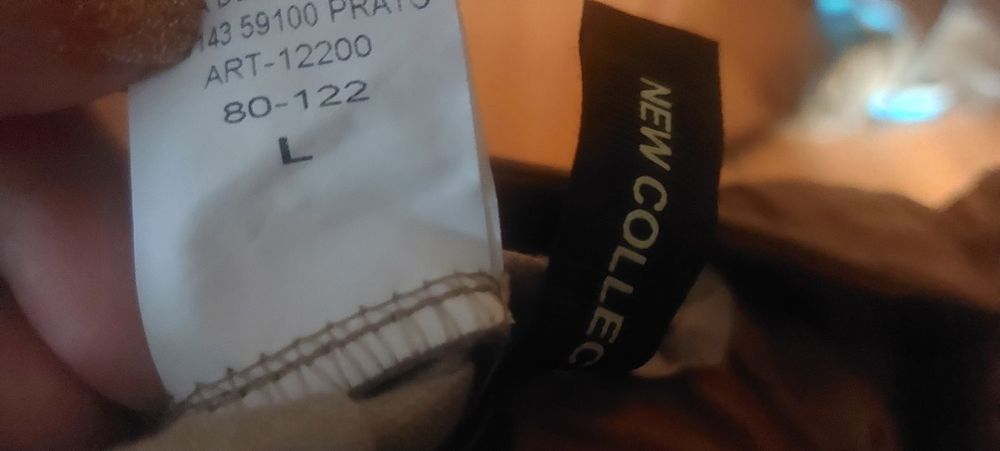 143 59100 PRATO
ART-12200
80-122
L
NEW COLLEC